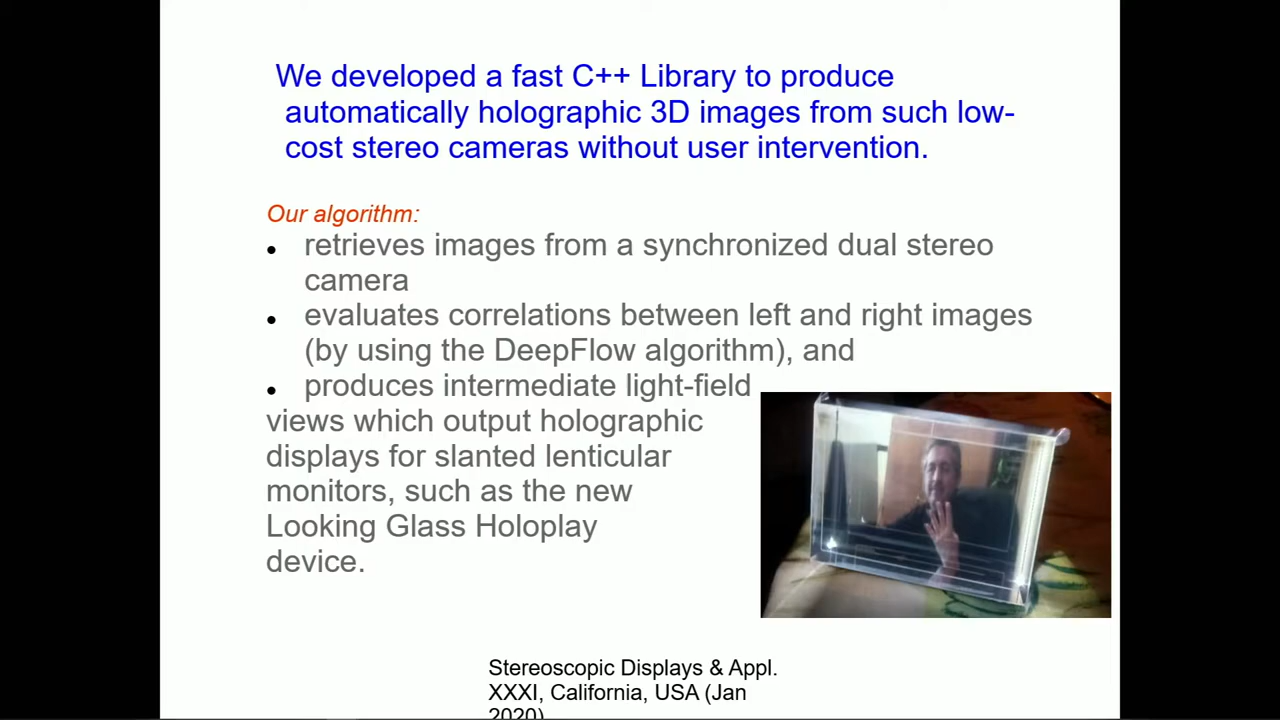 We developed a fast C++ Library to produce
automatically holographic 3D images from such low-
cost stereo cameras without user intervention.
Our algorithm:
• retrieves images from a synchronized dual stereo
camera
• evaluates correlations between left and right images
(by using the DeepFlow algorithm), and
• produces intermediate light-field
views which output holographic
displays for slanted lenticular
monitors, such as the new
Looking Glass Holoplay
device.
Stereoscopic Displays & Appl.
XXXI, California, USA (Jan
2020)